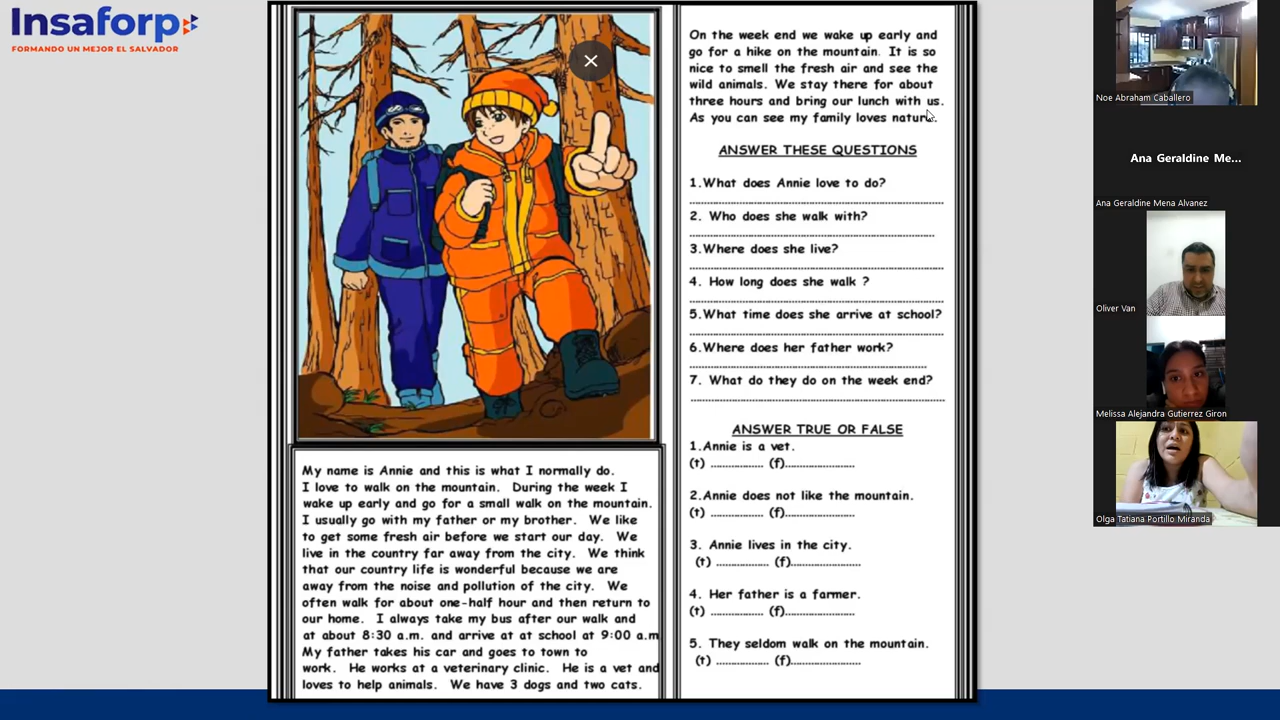 Insaforp
FORMANDO UN MEJOR EL SALVADOR
My name is Annie and this is what I normally do.
I love to walk on the mountain. During the week I
wake up early and go for a small walk on the mountain.
I usually go with my father or my brother. We like
to get some fresh air before we start our day. We
live in the country far away from the city. We think
that our country life is wonderful because we are
away from the noise and pollution of the city. We
often walk for about one-half hour and then return to
our home. I always take my bus after our walk and
at about 8:30 a.m. and arrive at at school at 9:00 a.m
My father takes his car and goes to town to
work. He works at a veterinary clinic. He is a vet and
loves to help animals. We have 3 dogs and two cats.
On the week end we wake up early and
go for a hike on the mountain. It is so
nice to smell the fresh air and see the
wild animals. We stay there for about
three hours and bring our lunch with us.
As you can see my family loves nature.
ANSWER THESE QUESTIONS
1.What does Annie love to do?
2. Who does she walk with?
3.Where does she live?
4. How long does she walk ?
5.What time does she arrive at school?
6.Where does her father work?
7. What do they do on the week end?
ANSWER TRUE OR FALSE
1.Annie is a vet.
(t) .................. (f)........................
2.Annie does not like the mountain.
(t) .................. (f)........................
3. Annie lives in the city.
(t) .................. (f)........................
4. Her father is a farmer.
(t) .................. (f)........................
5. They seldom walk on the mountain.
(t) .................. (f)........................
Noe Abraham Caballero
Ana Geraldine Me...
Ana Geraldine Mena Alvanez
Oliver Van
Melissa Alejandra Gutierrez Giron
Olga Tatiana Portillo Miranda